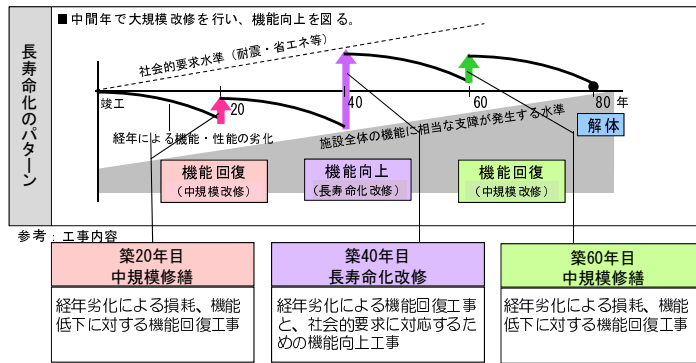 長寿命化のパターン
■中間年で大規模改修を行い、機能向上を図る。
社会的要求水準（耐震・省エネ等）
竣工
20
40
60
80 年
経年による機能・性能の劣化
施設全体の機能に相当な支障が発生する水準
解体
機能回復
（中規模改修）
機能向上
（長寿命化改修）
機能回復
（中規模改修）
参考：工事内容
築20年目
中規模修繕
経年劣化による損耗、機能
低下に対する機能回復工事
築40年目
長寿命化改修
経年劣化による機能回復工事
と、社会的要求に対応するた
めの機能向上工事
築60年目
中規模修繕
経年劣化による損耗、機能
低下に対する機能回復工事